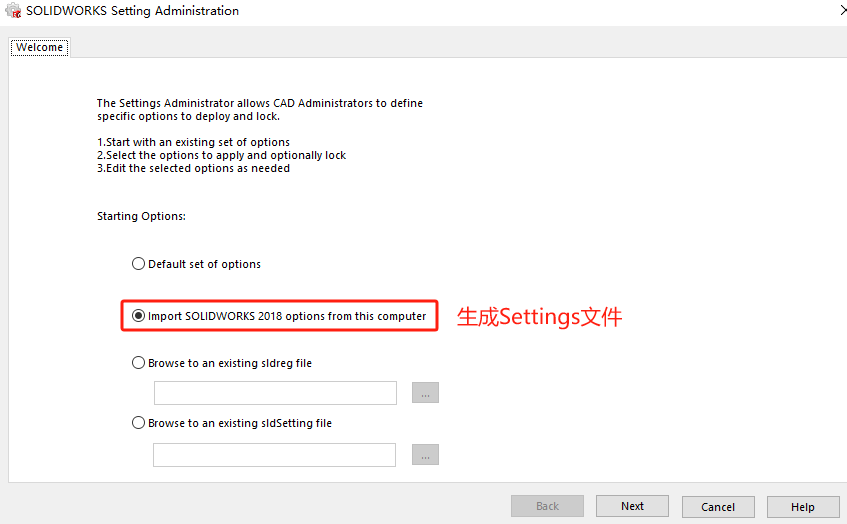 SOLIDWORKS Setting Administration
Welcome
The Settings Administrator allows CAD Administrators to define
specific options to deploy and lock.
1.Start with an existing set of options
2.Select the options to apply and optionally lock
3.Edit the selected options as needed
Starting Options:
Default set of options
Import SOLIDWORKS 2018 options from this computer
生成Settings文件
Browse to an existing sldreg file
...
Browse to an existing sldSetting file
...
Back
Next
Cancel
Help